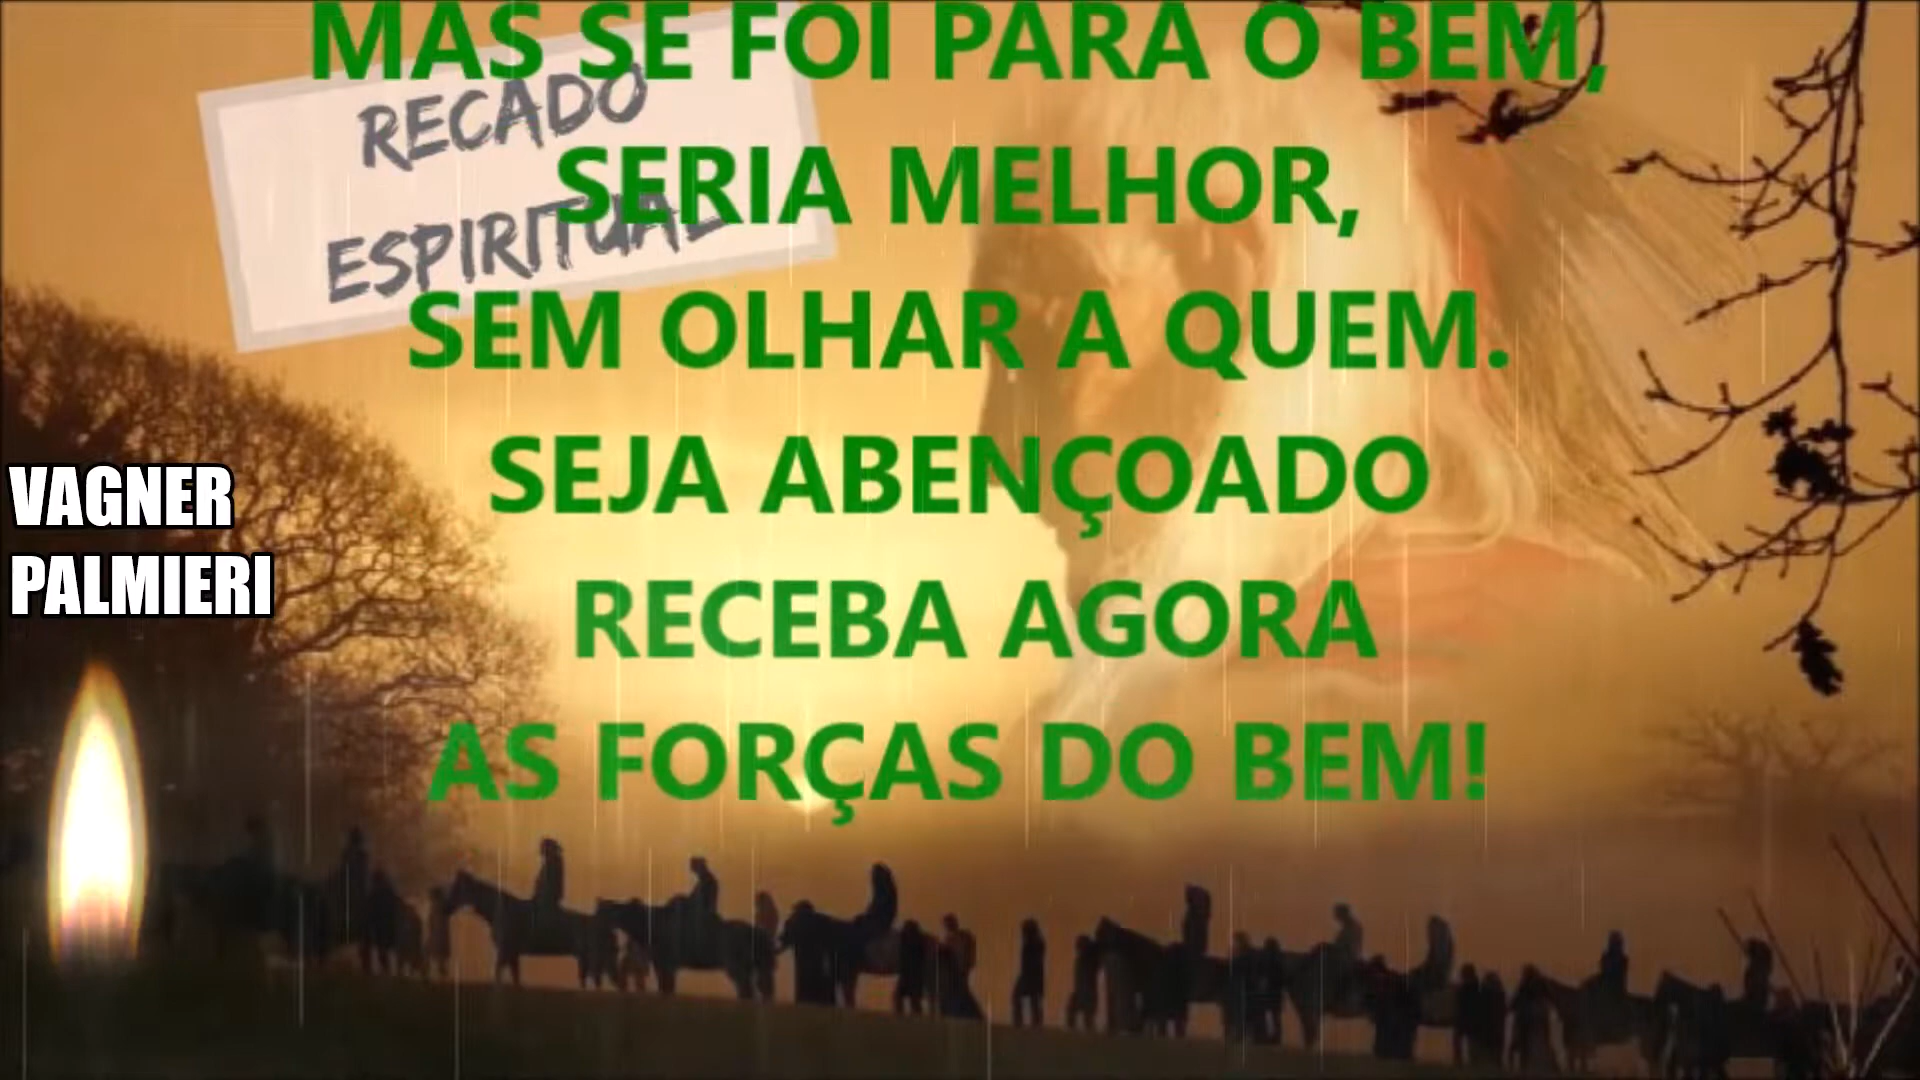 MAS SE FOI PARA O BEM,
RECADO
ESPIRITUAL
SERIA MELHOR,
SEM OLHAR A QUEM.
SEJA ABENÇOADO
RECEBA AGORA
AS FORÇAS DO BEM!
VAGNER
PALMIERI